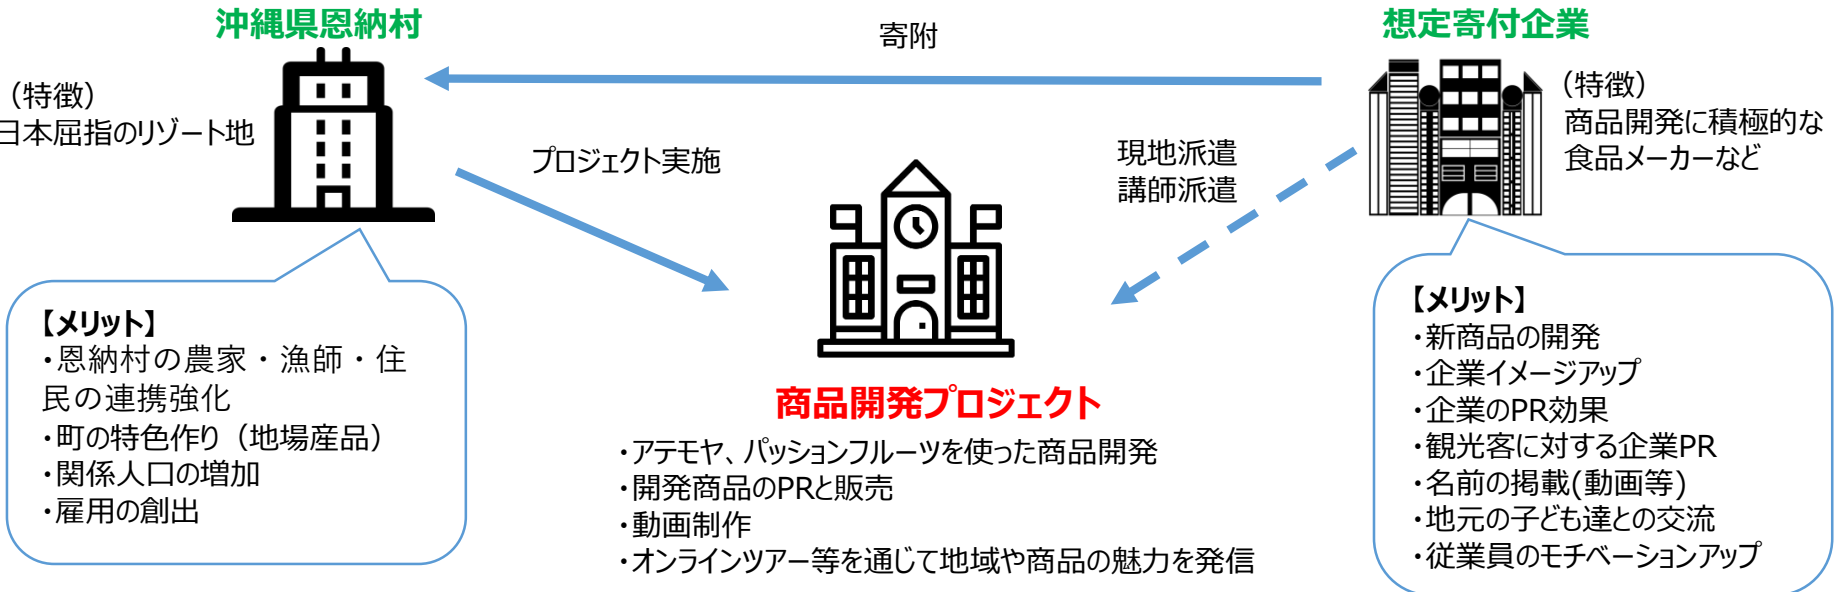 沖縄県恩納村
（特徴）
日本屈指のリゾート地
寄附
想定寄付企業
（特徴）
商品開発に積極的な
食品メーカーなど
プロジェクト実施
現地派遣
講師派遣
【メリット】
・恩納村の農家・漁師・住
民の連携強化
・町の特色作り（地場産品）
・関係人口の増加
・雇用の創出
商品開発プロジェクト
・アテモヤ、パッションフルーツを使った商品開発
・開発商品のPRと販売
・動画制作
・オンラインツアー等を通じて地域や商品の魅力を発信
【メリット】
・新商品の開発
・企業イメージアップ
・企業のPR効果
・観光客に対する企業PR
・名前の掲載(動画等)
・地元の子ども達との交流
・従業員のモチベーションアップ